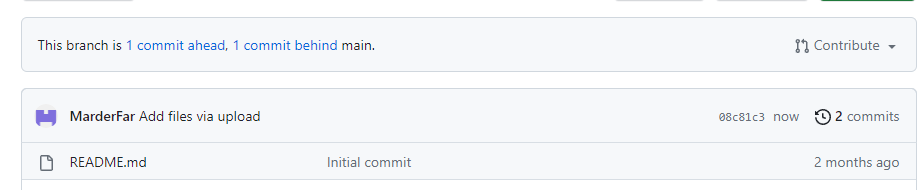 This branch is 1 commit ahead, 1 commit behind main.
Contribute
MarderFar Add files via upload 08c81c3 now 2 commits
README.md Initial commit 2 months ago